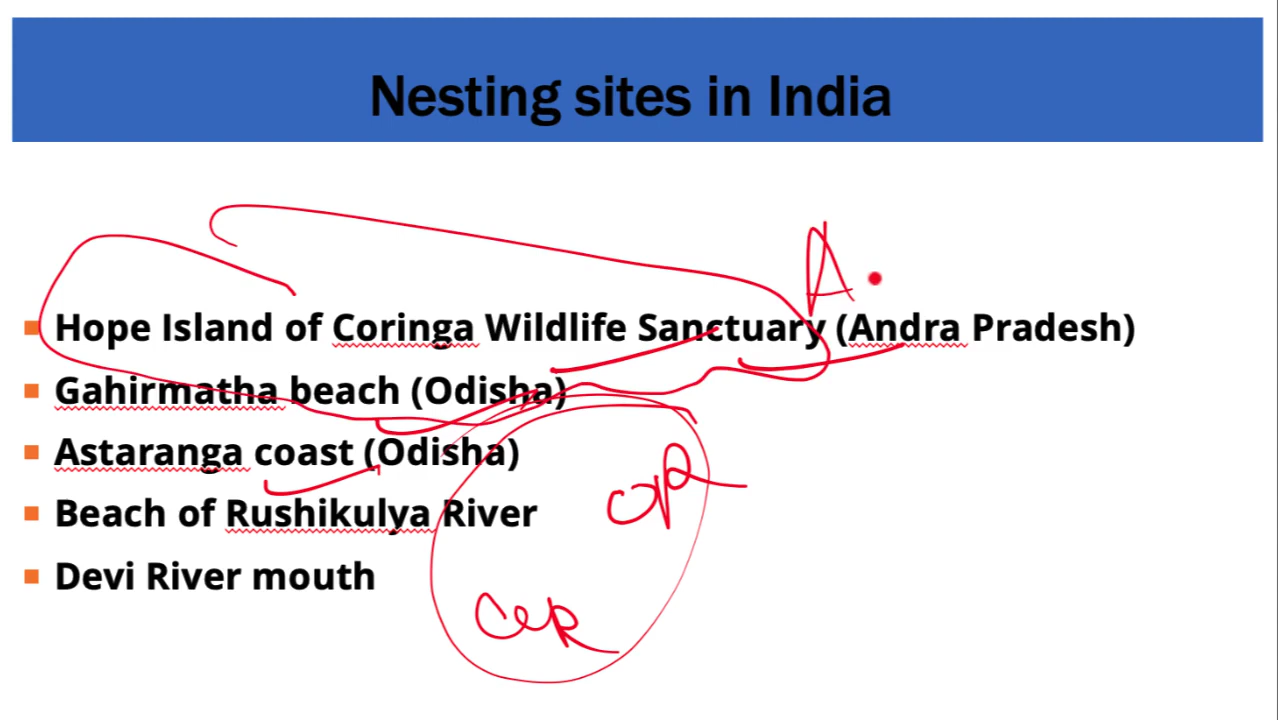 Nesting sites in India
A.
Hope Island of Coringa Wildlife Sanctuary (Andra Pradesh)
Gahirmatha beach (Odisha)
Astaranga coast (Odisha)
Beach of Rushikulya River
Devi River mouth